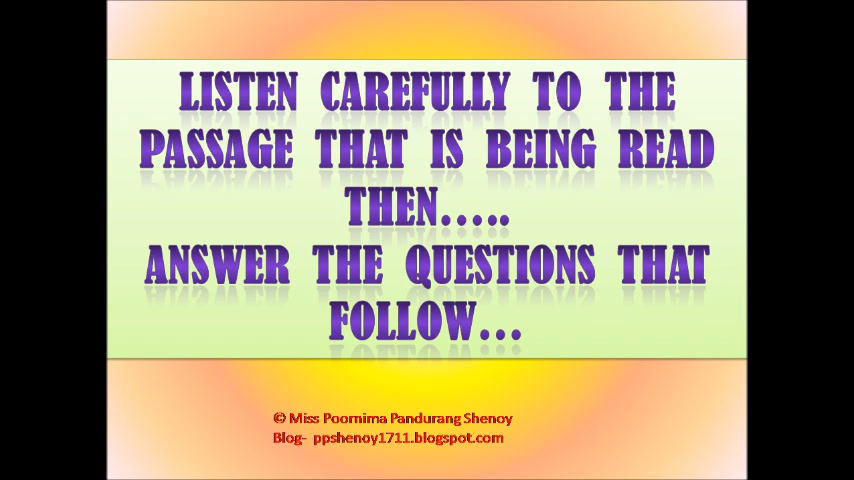 LISTEN CAREFULLY TO THE
PASSAGE THAT IS BEING READ
THEN.....
ANSWER THE QUESTIONS THAT
FOLLOW...
© Miss Poornima Pandurang Shenoy
Blog- ppshenoy1711.blogspot.com